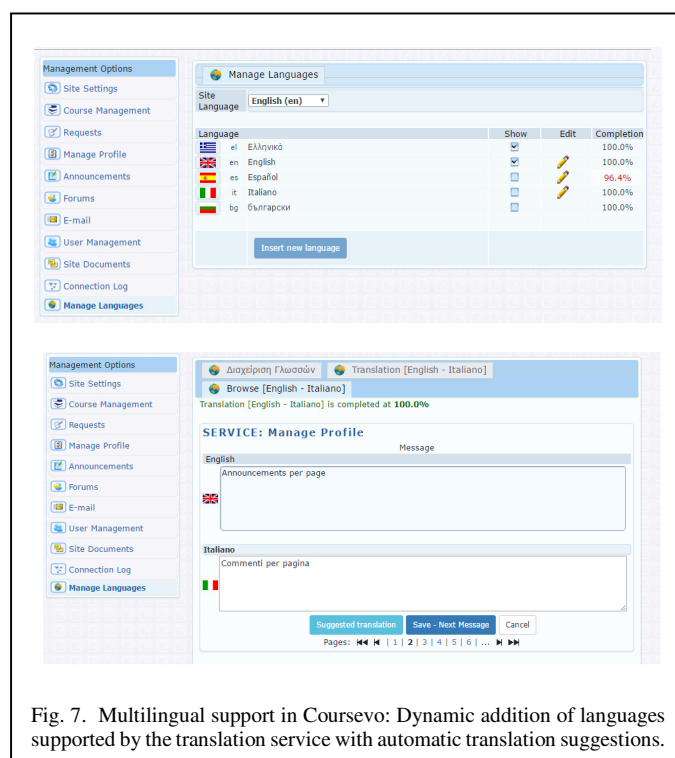 Management Options
Site Settings
Course Management
Requests
Manage Profile
Announcements
Forums
E-mail
User Management
Site Documents
Connection Log
Manage Languages
Manage Languages
Site Language English (en)
Language Show Edit Completion
el Ελληνικά 100.0%
en English 100.0%
es Español 96.4%
it Italiano 100.0%
bg български 100.0%
Insert new language
Management Options
Site Settings
Course Management
Requests
Manage Profile
Announcements
Forums
E-mail
User Management
Site Documents
Connection Log
Manage Languages
Διαχείριση Γλωσσών Translation [English - Italiano]
Browse [English - Italiano]
Translation [English - Italiano] is completed at 100.0%
SERVICE: Manage Profile
Message
English
Announcements per page
Italiano
Commenti per pagina
Suggested translation Save - Next Message Cancel
Pages: | 1 | 2 | 3 | 4 | 5 | 6 | ...
Fig. 7. Multilingual support in Coursevo: Dynamic addition of languages
supported by the translation service with automatic translation suggestions.